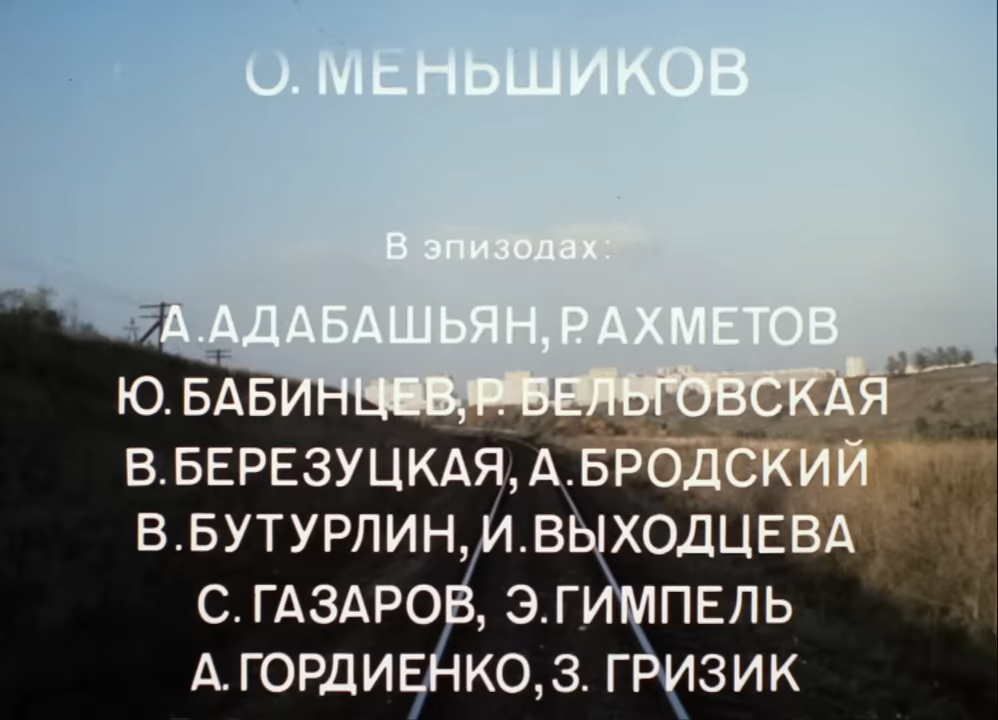 О. МЕНЬШИКОВ
В эпизодах:
А. АДАБАШЬЯН, Р. АХМЕТОВ
Ю. БАБИНЦЕВ, Р. БЕЛЬГОВСКАЯ
В. БЕРЕЗУЦКАЯ, А. БРОДСКИЙ
В. БУТУРЛИН, И. ВЫХОДЦЕВА
С. ГАЗАРОВ, Э. ГИМПЕЛЬ
А. ГОРДИЕНКО, З. ГРИЗИК